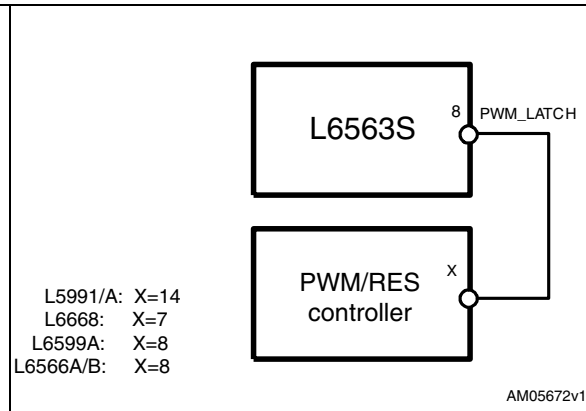 L6563S
8
PWM_LATCH
PWM/RES
controller
X
L5991/A: X=14
L6668: X=7
L6599A: X=8
L6566A/B: X=8
AM05672v1